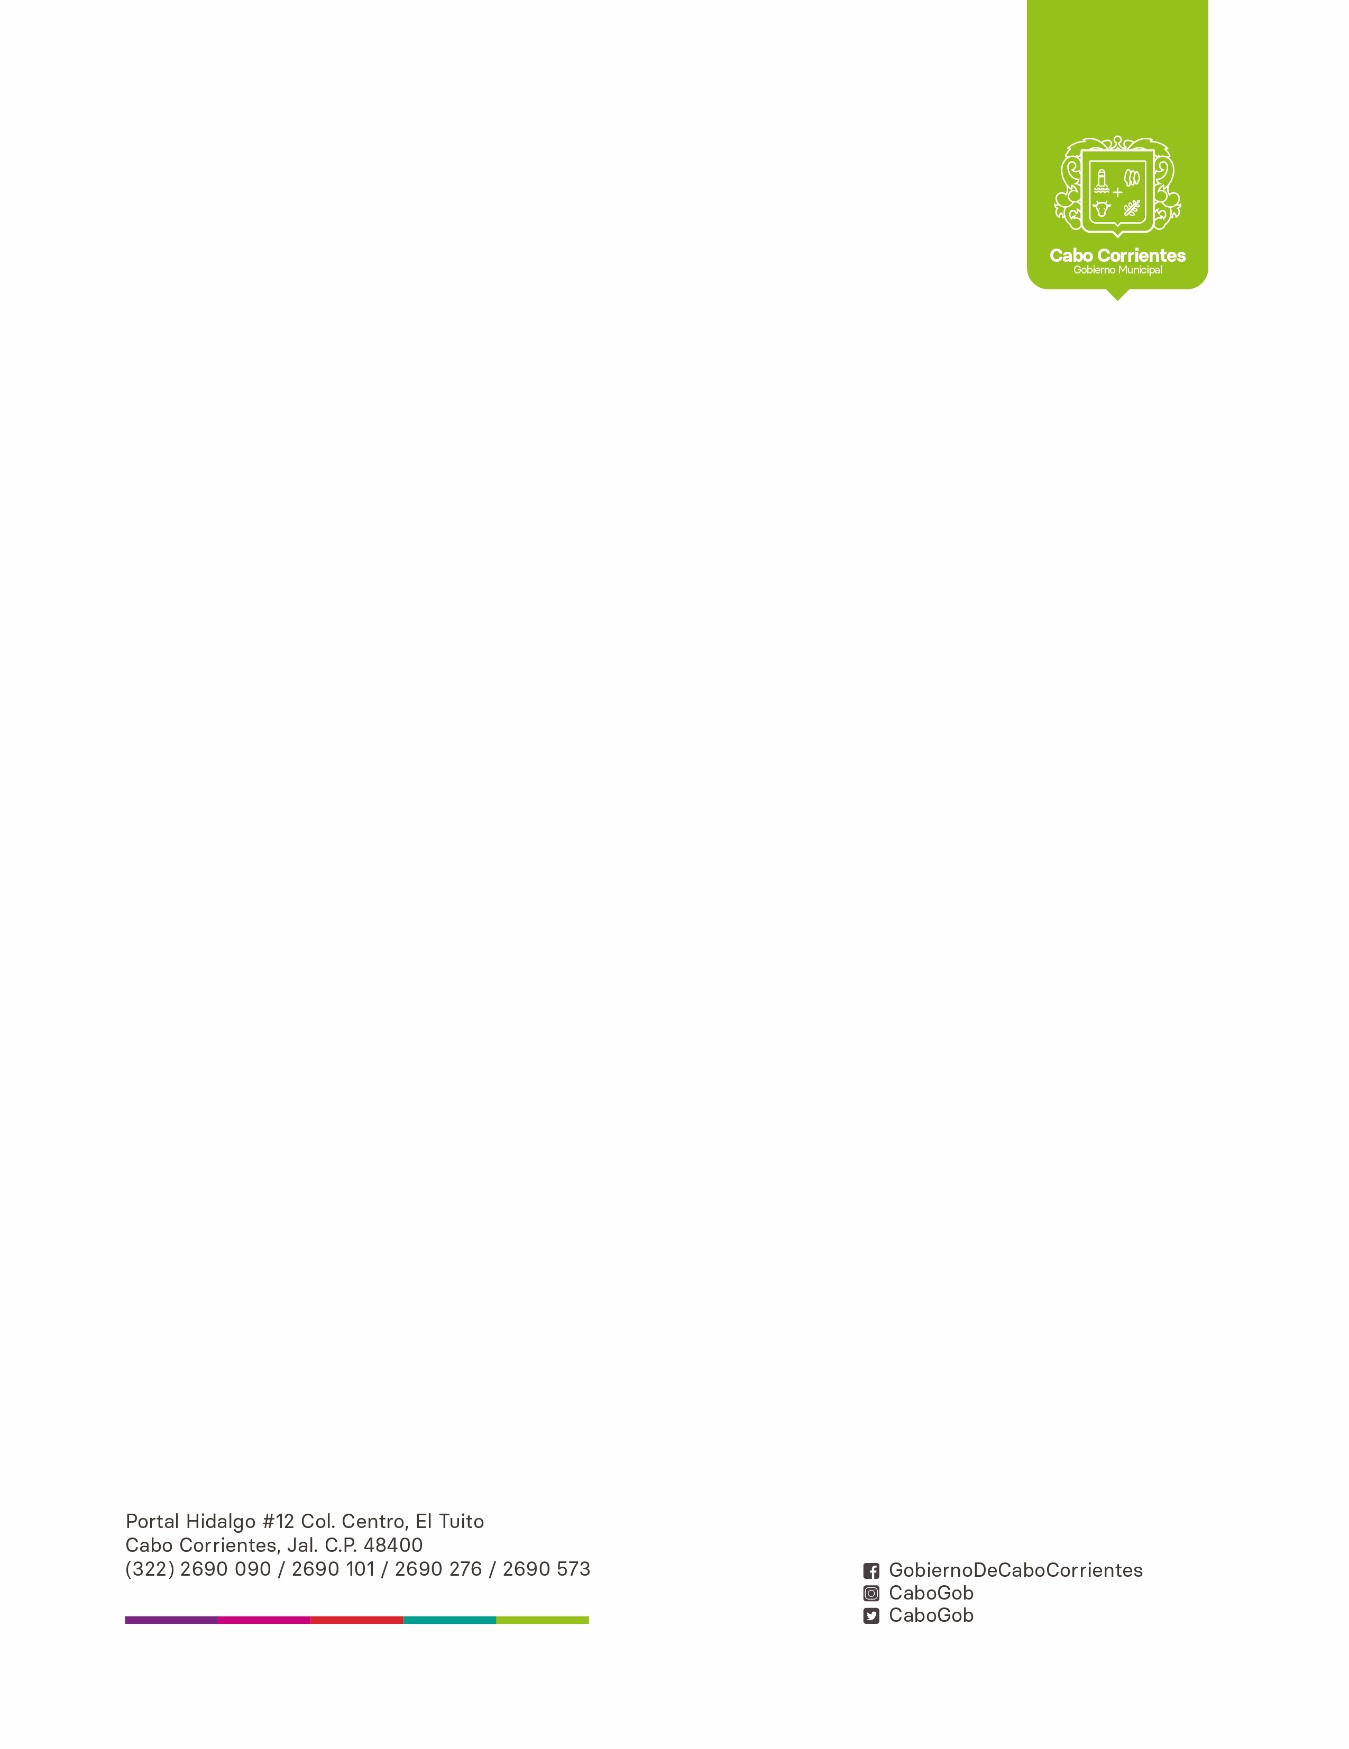 Cabo Corrientes
Gobierno Municipal
Portal Hidalgo #12 Col. Centro, El Tuito
Cabo Corrientes, Jal. C.P. 48400
(322) 2690 090 / 2690 101 / 2690 276 / 2690 573
GobiernoDeCaboCorrientes
CaboGob
CaboGob